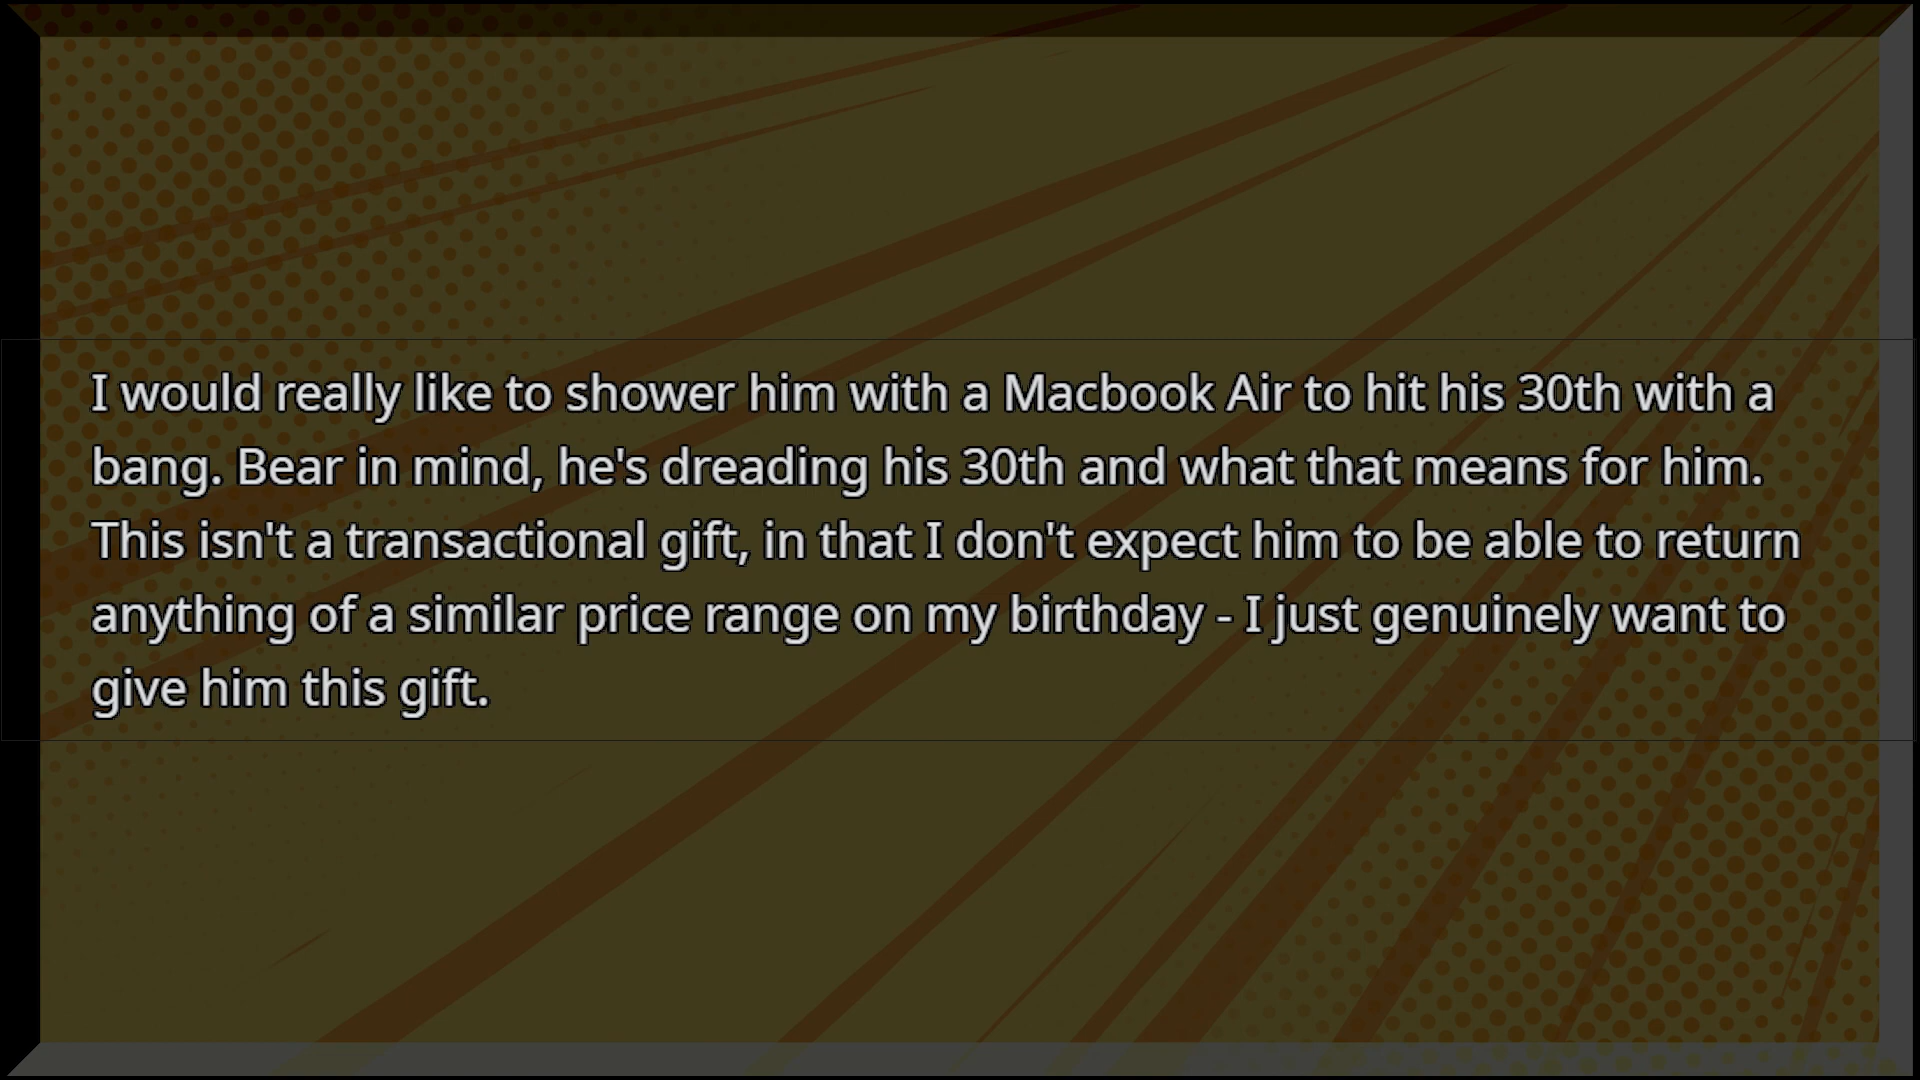 I would really like to shower him with a Macbook Air to hit his 30th with a
bang. Bear in mind, he's dreading his 30th and what that means for him.
This isn't a transactional gift, in that I don't expect him to be able to return
anything of a similar price range on my birthday - I just genuinely want to
give him this gift.